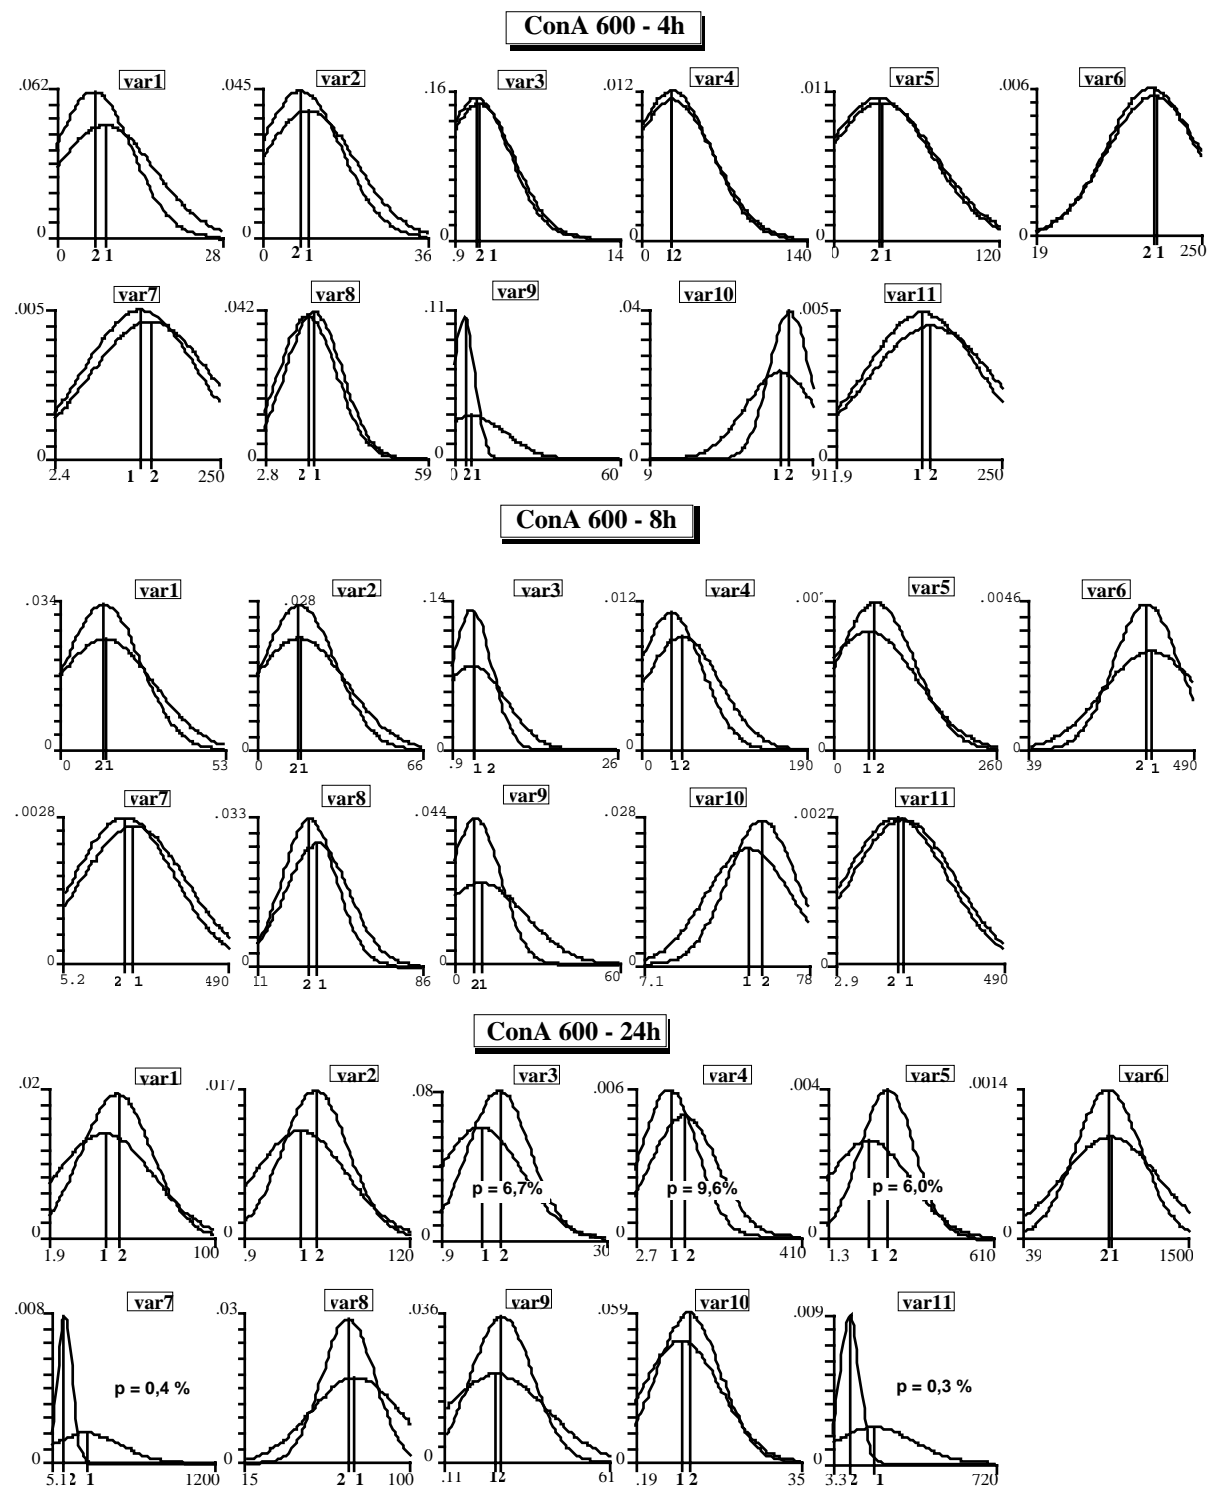 ConA 600 - 4h
var1 var2 var3 var4 var5 var6
.062 .045 .16 .012 .011 .006
0 0 0 0 0 0
0 2 1 28 0 2 1 36 .9 2 1 14 0 12 140 0 2 1 120 19 2 1 250
var7 var8 var9 var10 var11
.005 .042 .11 .04 .005
0 0 0 0 0
2.4 1 2 250 2.8 2 1 59 0 2 1 60 9 1 2 91 1.9 1 2 250
ConA 600 - 8h
var1 var2 var3 var4 var5 var6
.034 .028 .14 .012 .0046
0 0 0 0 0 0
0 21 53 0 21 66 .9 1 2 26 0 12 190 0 1 2 260 39 2 1 490
var7 var8 var9 var10 var11
.0028 .033 .044 .028 .0027
0 0 0 0 0
5.2 2 1 490 11 2 1 86 0 21 60 7.1 1 2 78 2.9 2 1 490
ConA 600 - 24h
var1 var2 var3 var4 var5 var6
.02 .017 .08 .006 .004 .0014
p = 6,7% p = 9,6% p = 6,0%
0 0 0 0 0 0
1.9 1 2 100 .9 1 2 120 .9 1 2 30 2.7 1 2 410 1.3 1 2 610 39 21 1500
var7 var8 var9 var10 var11
.008 .03 .036 .059 .009
p = 0,4 % p = 0,3 %
0 0 0 0 0
5.1 2 1 1200 15 2 1 100 .11 12 61 .19 1 2 35 3.3 2 1 720